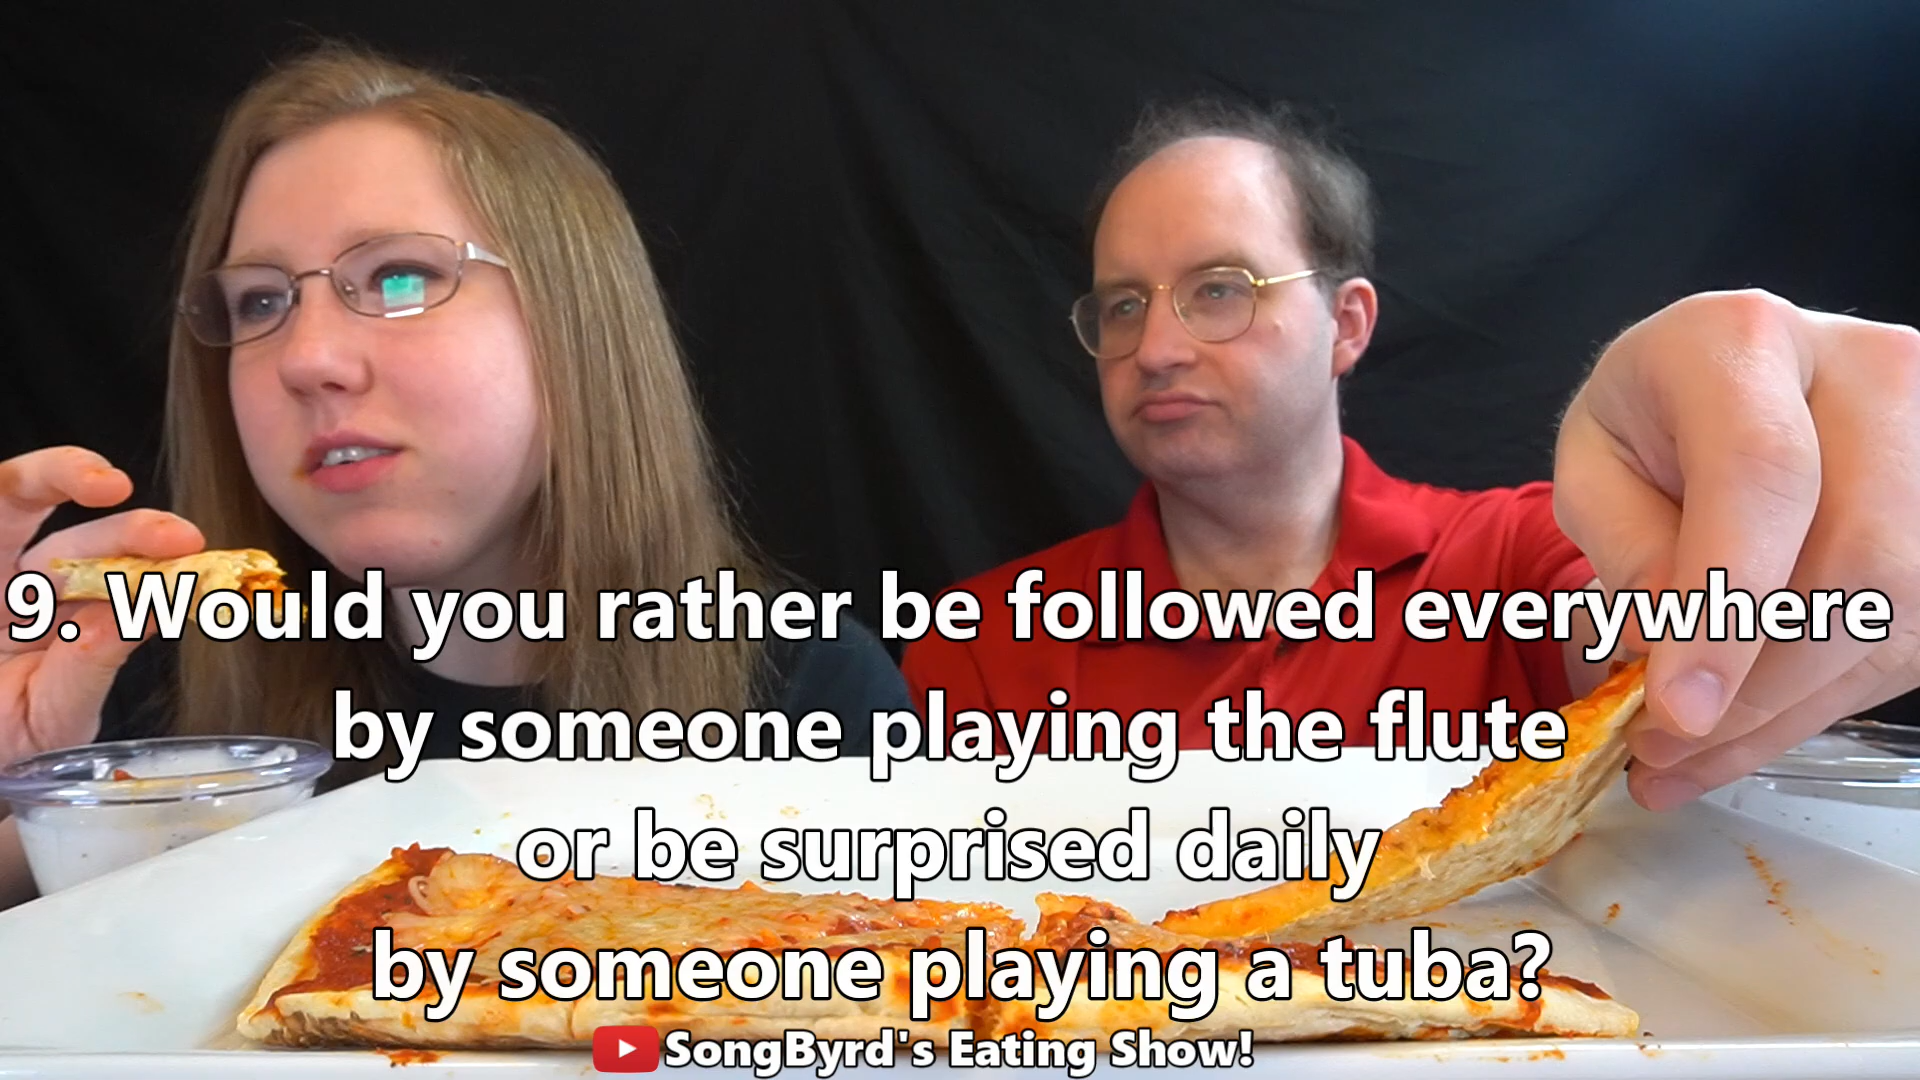 9. Would you rather be followed everywhere
by someone playing the flute
or be surprised daily
by someone playing a tuba?
SongByrd's Eating Show!